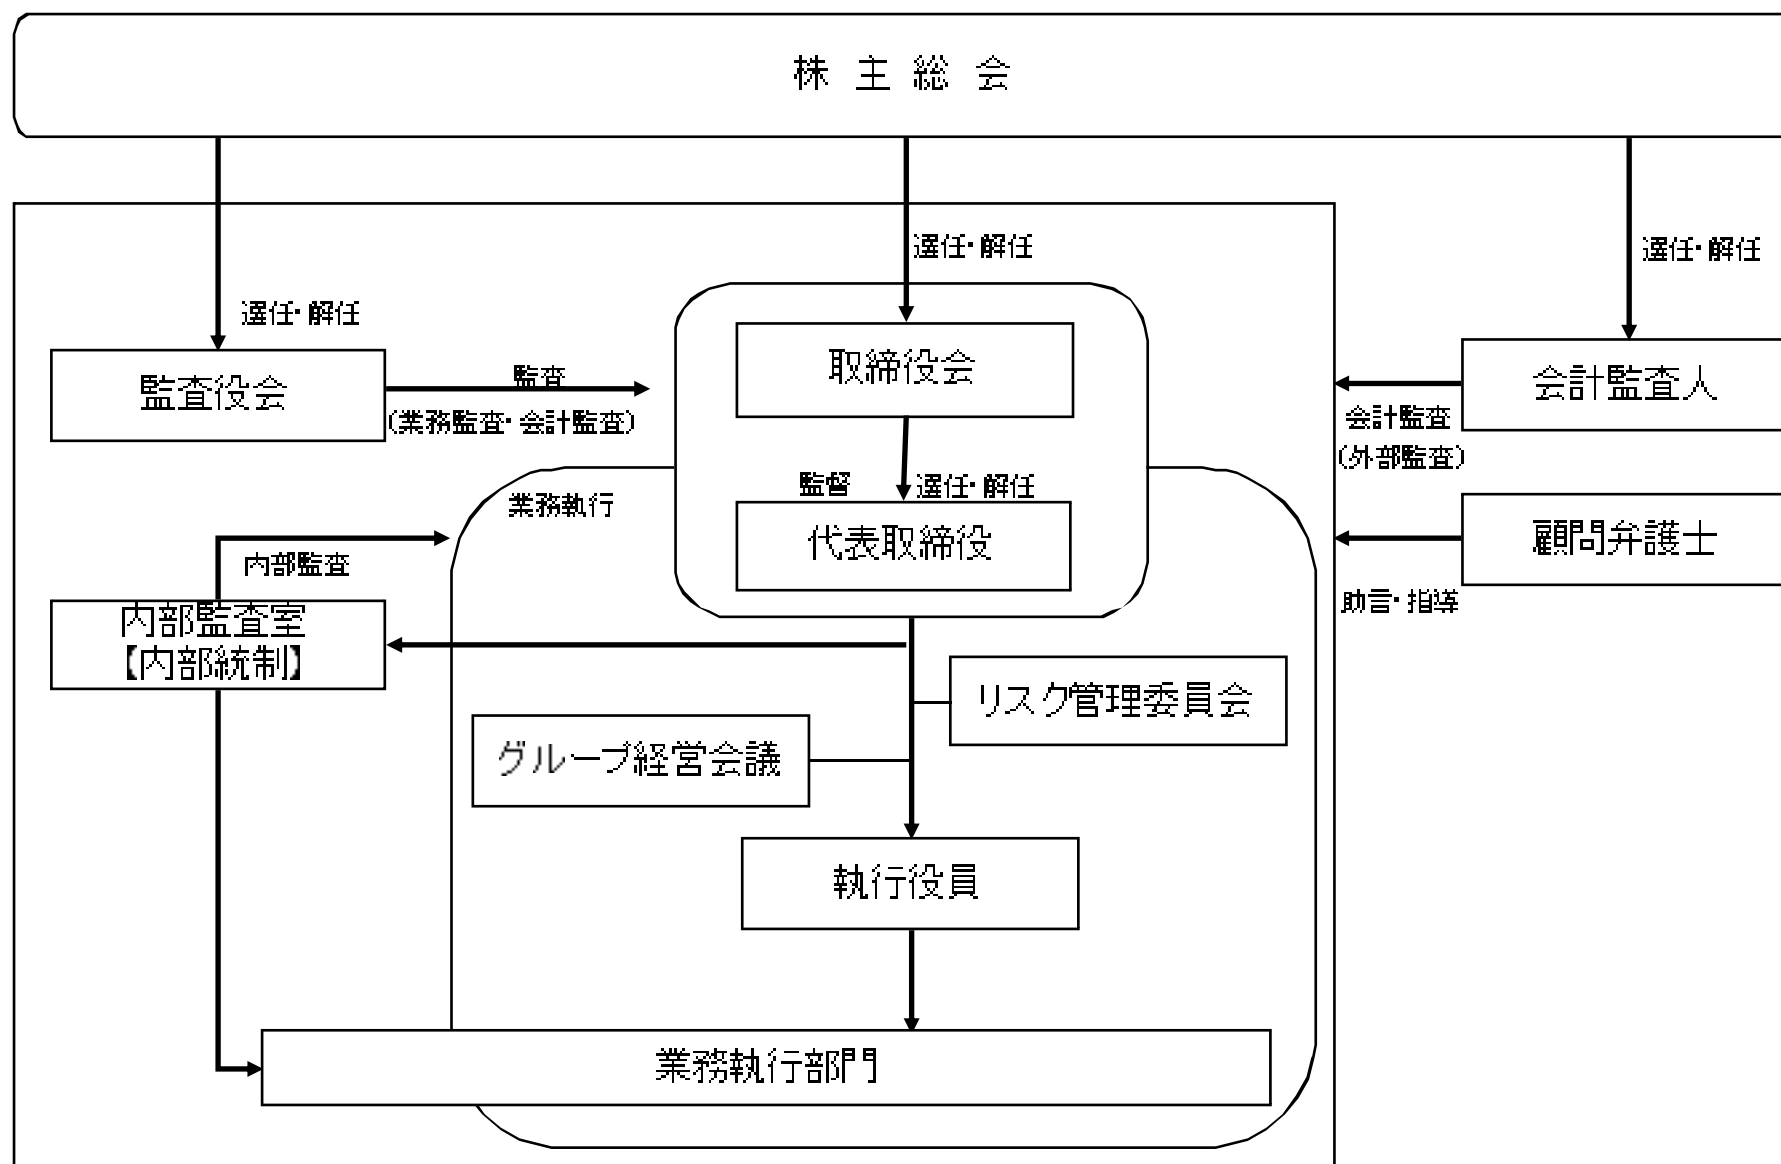 株 主 総 会
選任・解任
選任・解任
選任・解任
取締役会
監査役会
監査
(業務監査・会計監査)
会計監査人
会計監査
(外部監査)
監督
選任・解任
業務執行
代表取締役
顧問弁護士
助言・指導
内部監査
内部監査室
【内部統制】
リスク管理委員会
グループ経営会議
執行役員
業務執行部門